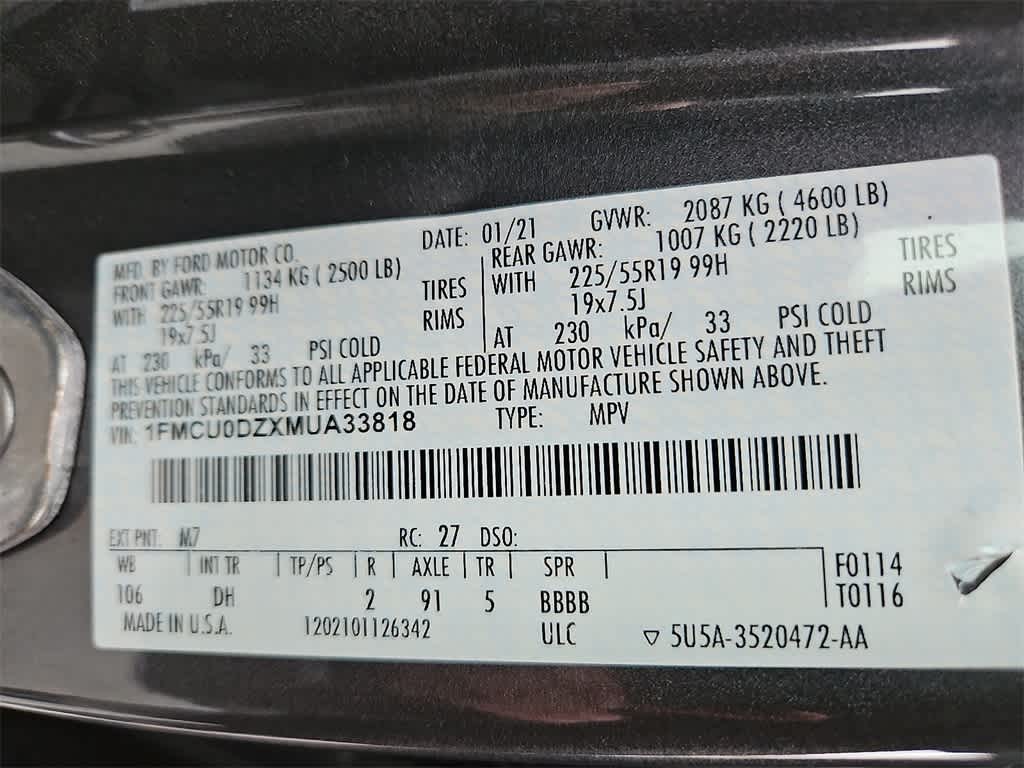 MFD. BY FORD MOTOR CO. DATE: 01/21 GVWR: 2087 KG ( 4600 LB)
FRONT GAWR: 1134 KG ( 2500 LB) REAR GAWR: 1007 KG ( 2220 LB)
WITH 225/55R19 99H TIRES WITH 225/55R19 99H TIRES
19x7.5J RIMS 19x7.5J RIMS
AT 230 kPa/ 33 PSI COLD AT 230 kPa/ 33 PSI COLD
THIS VEHICLE CONFORMS TO ALL APPLICABLE FEDERAL MOTOR VEHICLE SAFETY AND THEFT
PREVENTION STANDARDS IN EFFECT ON THE DATE OF MANUFACTURE SHOWN ABOVE.
VIN: 1FMCU0DZXMUA33818 TYPE: MPV
EXT PNT: M7 RC: 27 DSO:
WB INT TR TP/PS R AXLE TR SPR F0114
106 DH 2 91 5 BBBB T0116
MADE IN U.S.A. 1202101126342 ULC ▽ 5U5A-3520472-AA